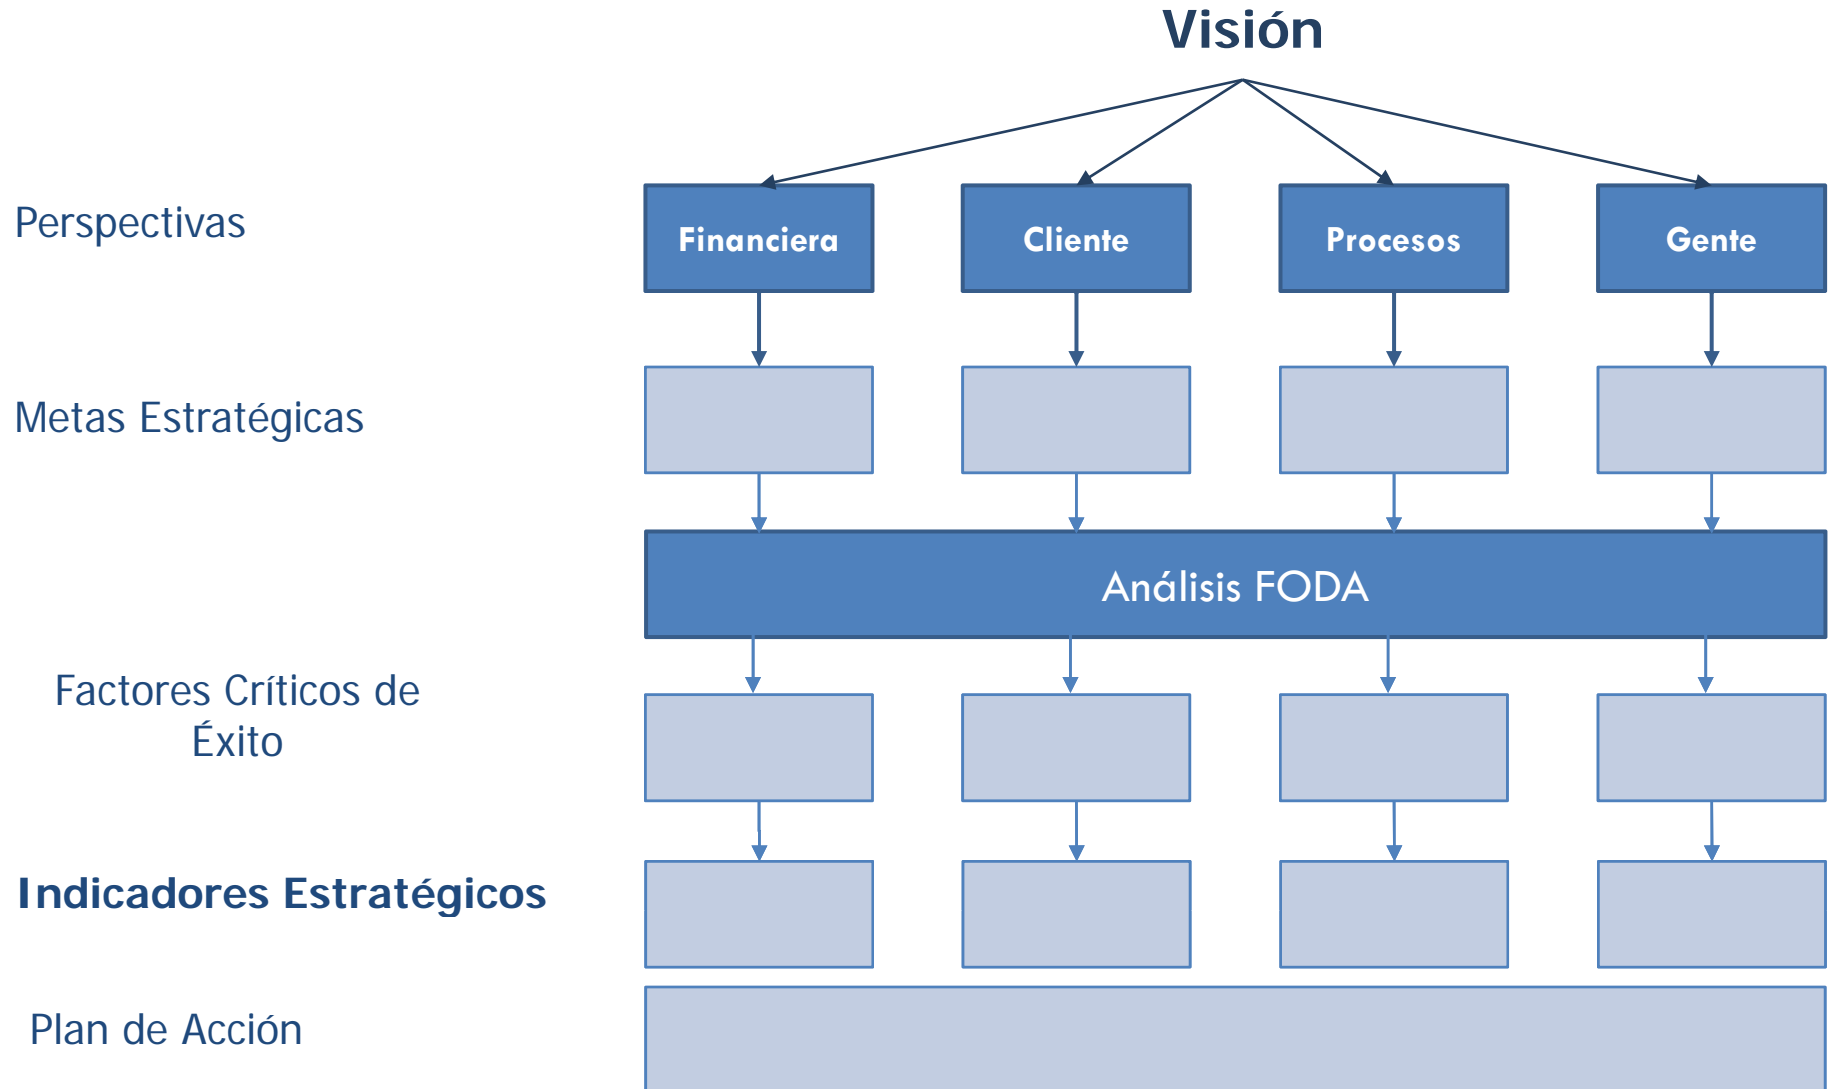 Visión
Perspectivas
Financiera
Cliente
Procesos
Gente
Metas Estratégicas
Análisis FODA
Factores Críticos de
Éxito
Indicadores Estratégicos
Plan de Acción